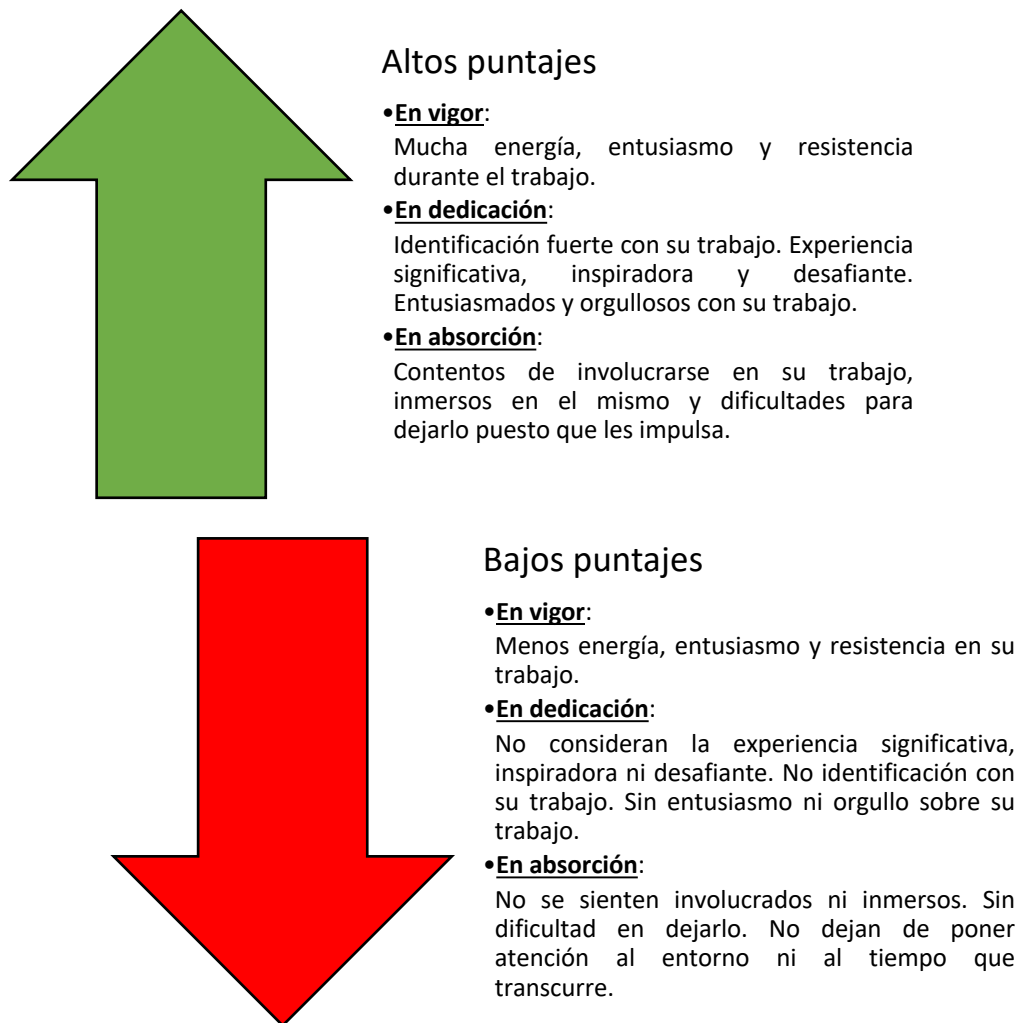 Altos puntajes
•En vigor:
Mucha energía, entusiasmo y resistencia
durante el trabajo.
•En dedicación:
Identificación fuerte con su trabajo. Experiencia
significativa, inspiradora y desafiante.
Entusiasmados y orgullosos con su trabajo.
•En absorción:
Contentos de involucrarse en su trabajo,
inmersos en el mismo y dificultades para
dejarlo puesto que les impulsa.
Bajos puntajes
•En vigor:
Menos energía, entusiasmo y resistencia en su
trabajo.
•En dedicación:
No consideran la experiencia significativa,
inspiradora ni desafiante. No identificación con
su trabajo. Sin entusiasmo ni orgullo sobre su
trabajo.
•En absorción:
No se sienten involucrados ni inmersos. Sin
dificultad en dejarlo. No dejan de poner
atención al entorno ni al tiempo que
transcurre.